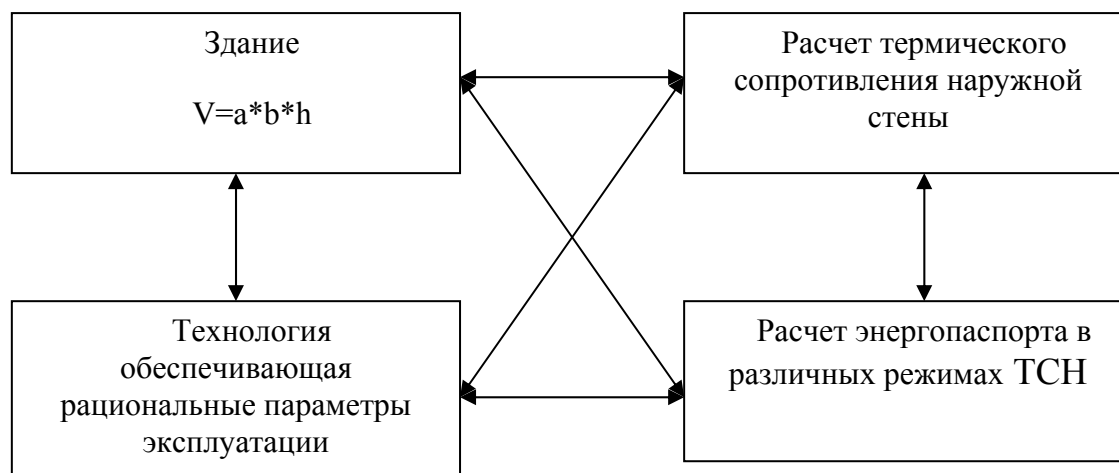 Здание
V=a*b*h
Расчет термического
сопротивления наружной
стены
Технология
обеспечивающая
рациональные параметры
эксплуатации
Расчет энергопаспорта в
различных режимах ТСН